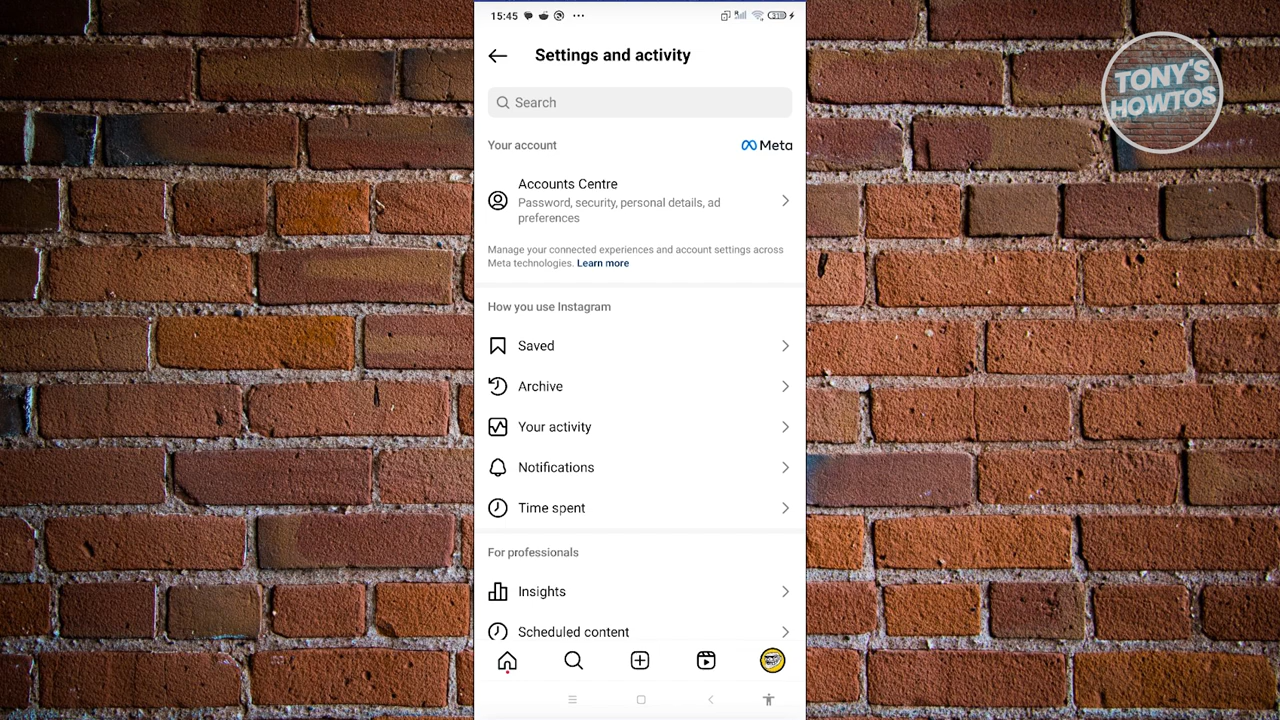 15:45
Settings and activity
TONY'S
HOWTOS
Search
Your account
Meta
Accounts Centre
Password, security, personal details, ad
preferences
Manage your connected experiences and account settings across
Meta technologies. Learn more
How you use Instagram
Saved
Archive
Your activity
Notifications
Time spent
For professionals
Insights
Scheduled content